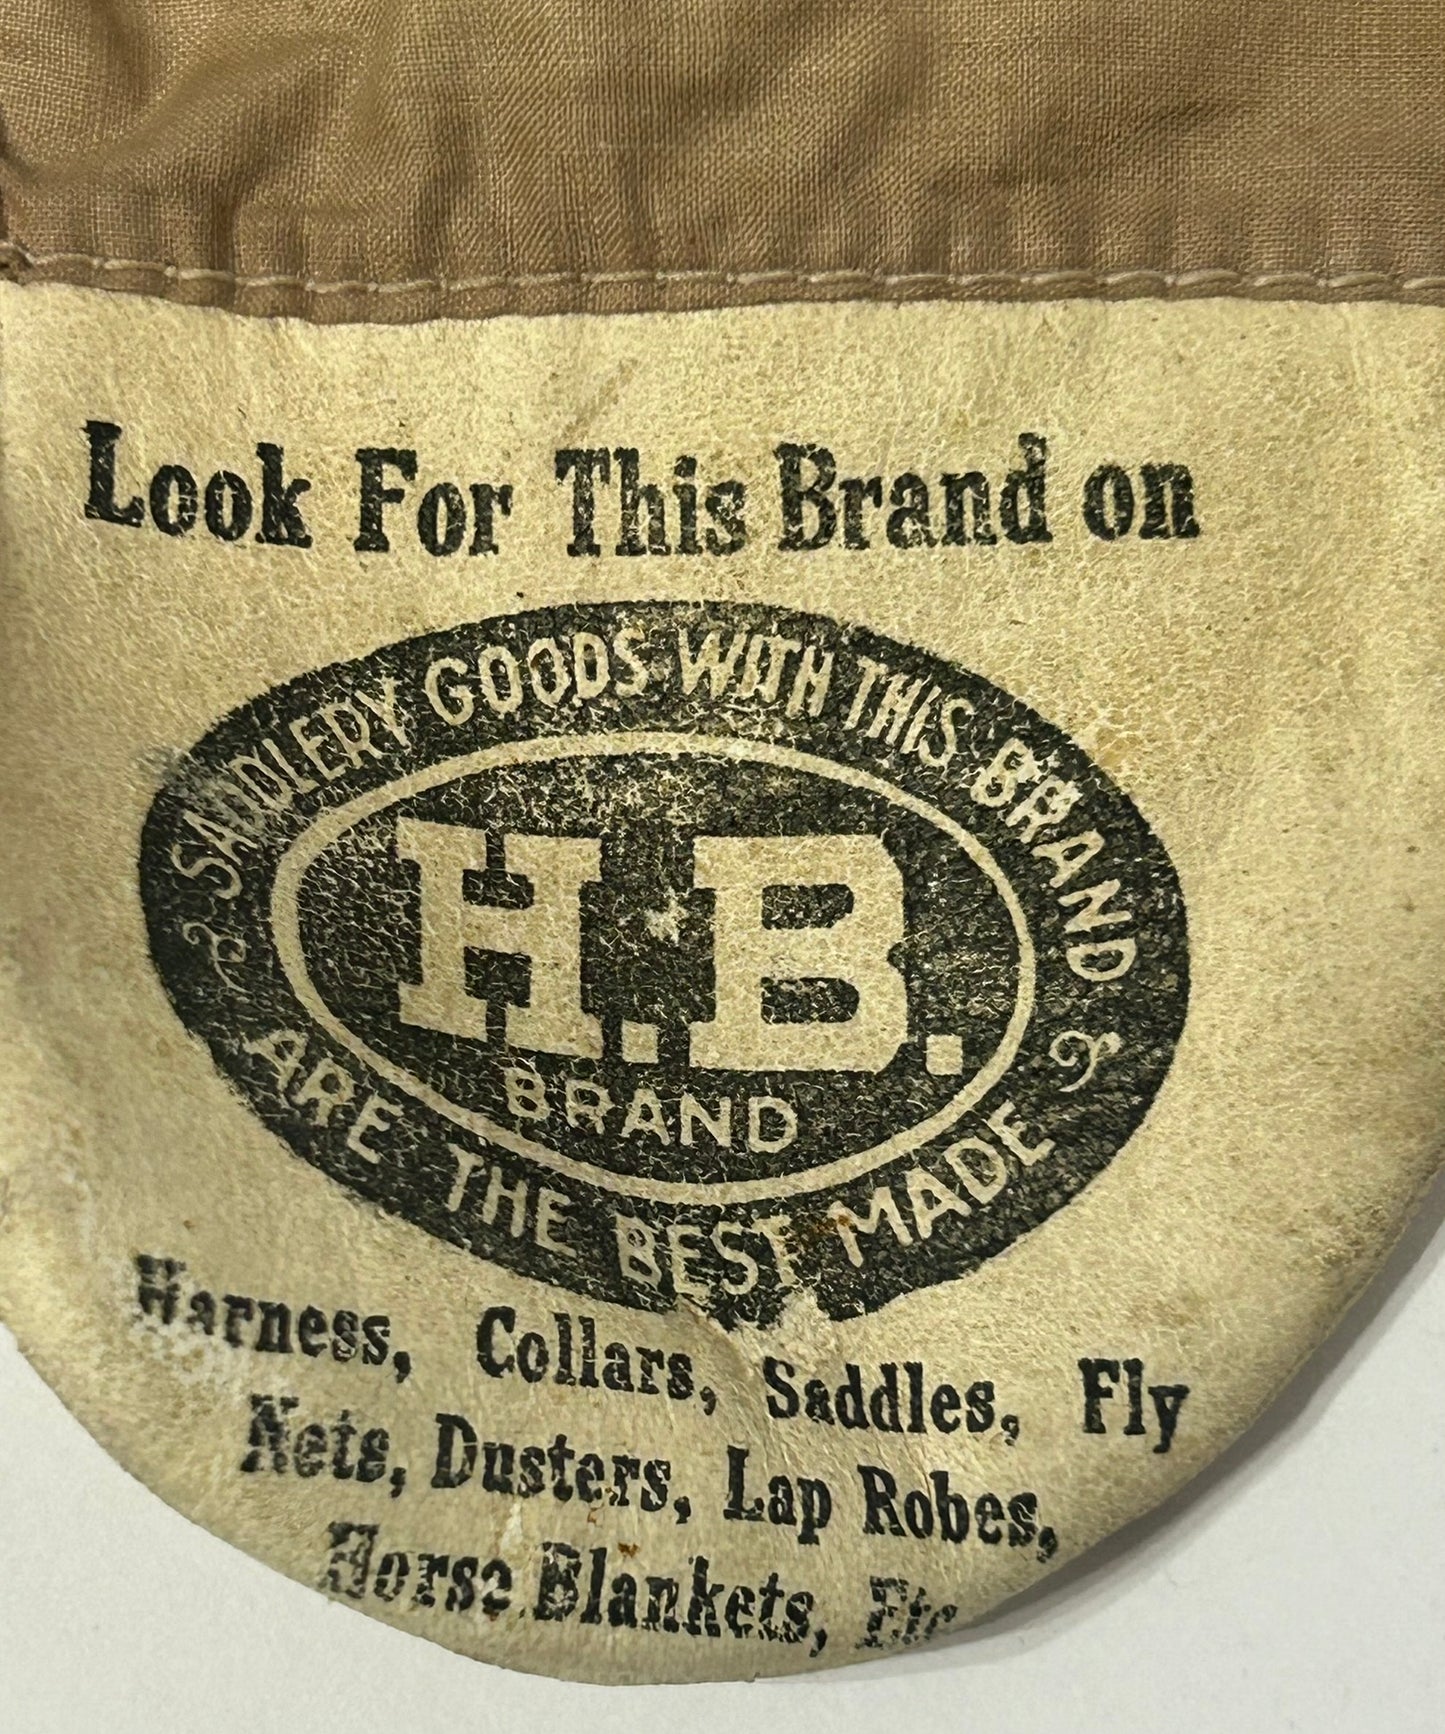 Look For This Brand on
SADDLERY GOODS WITH THIS BRAND
H.B.
BRAND
ARE THE BEST MADE
Harness, Collars, Saddles, Fly
Nets, Dusters, Lap Robes,
Horse Blankets, Etc